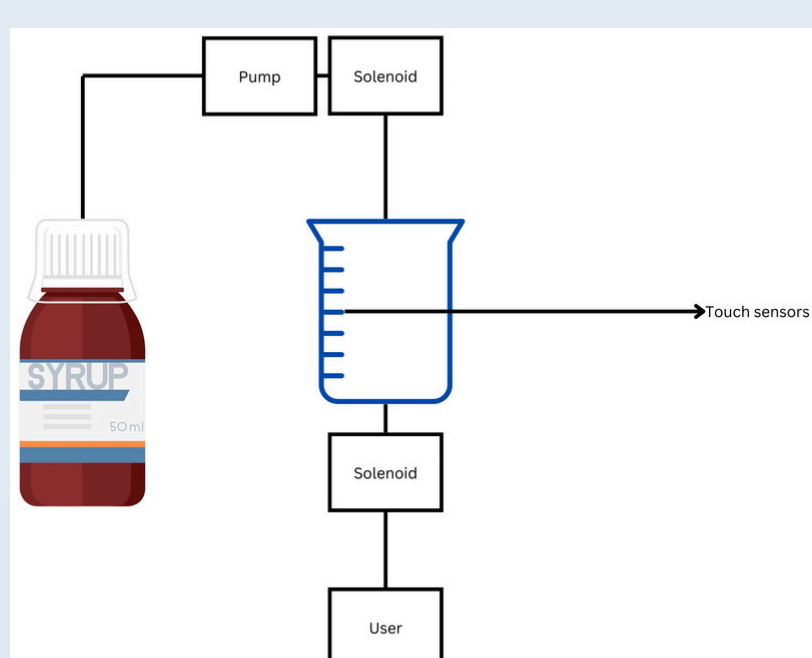 Pump
Solenoid
Touch sensors
SYRUP
50ml
Solenoid
User